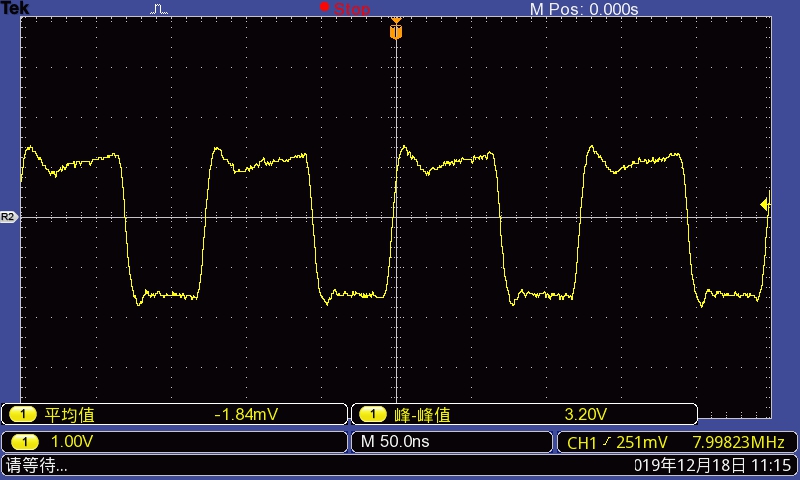 Tek Stop M Pos: 0.000s
T
R2
1 平均值 -1.84mV 1 峰-峰值 3.20V
1 1.00V M 50.0ns CH1 251mV 7.99823MHz
请等待... 019年12月18日 11:15